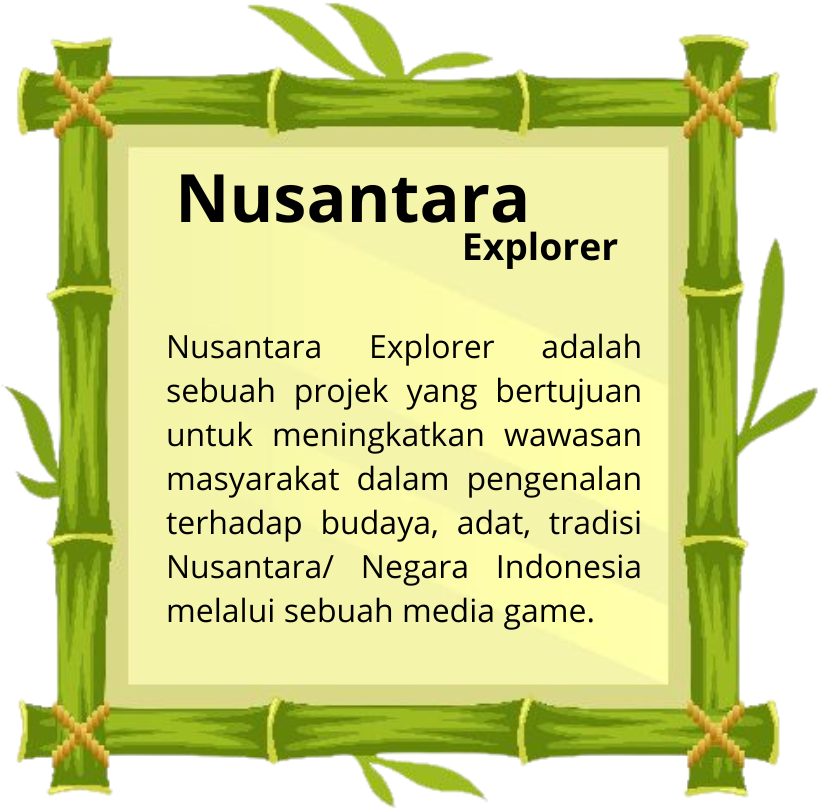 Nusantara
Explorer
Nusantara Explorer adalah
sebuah projek yang bertujuan
untuk meningkatkan wawasan
masyarakat dalam pengenalan
terhadap budaya, adat, tradisi
Nusantara/ Negara Indonesia
melalui sebuah media game.